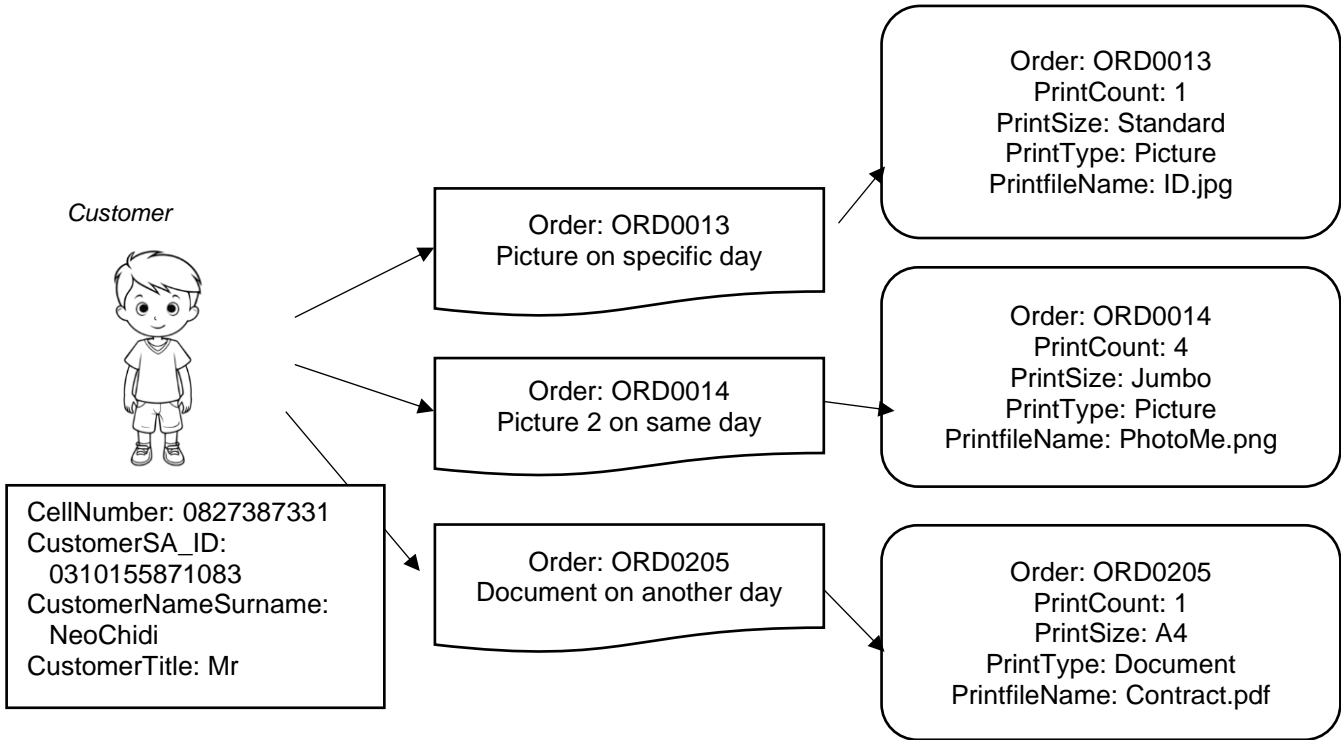 Customer
CellNumber: 0827387331
CustomerSA_ID:
0310155871083
CustomerNameSurname:
NeoChidi
CustomerTitle: Mr
Order: ORD0013
Picture on specific day
Order: ORD0014
Picture 2 on same day
Order: ORD0205
Document on another day
Order: ORD0013
PrintCount: 1
PrintSize: Standard
PrintType: Picture
PrintfileName: ID.jpg
Order: ORD0014
PrintCount: 4
PrintSize: Jumbo
PrintType: Picture
PrintfileName: PhotoMe.png
Order: ORD0205
PrintCount: 1
PrintSize: A4
PrintType: Document
PrintfileName: Contract.pdf